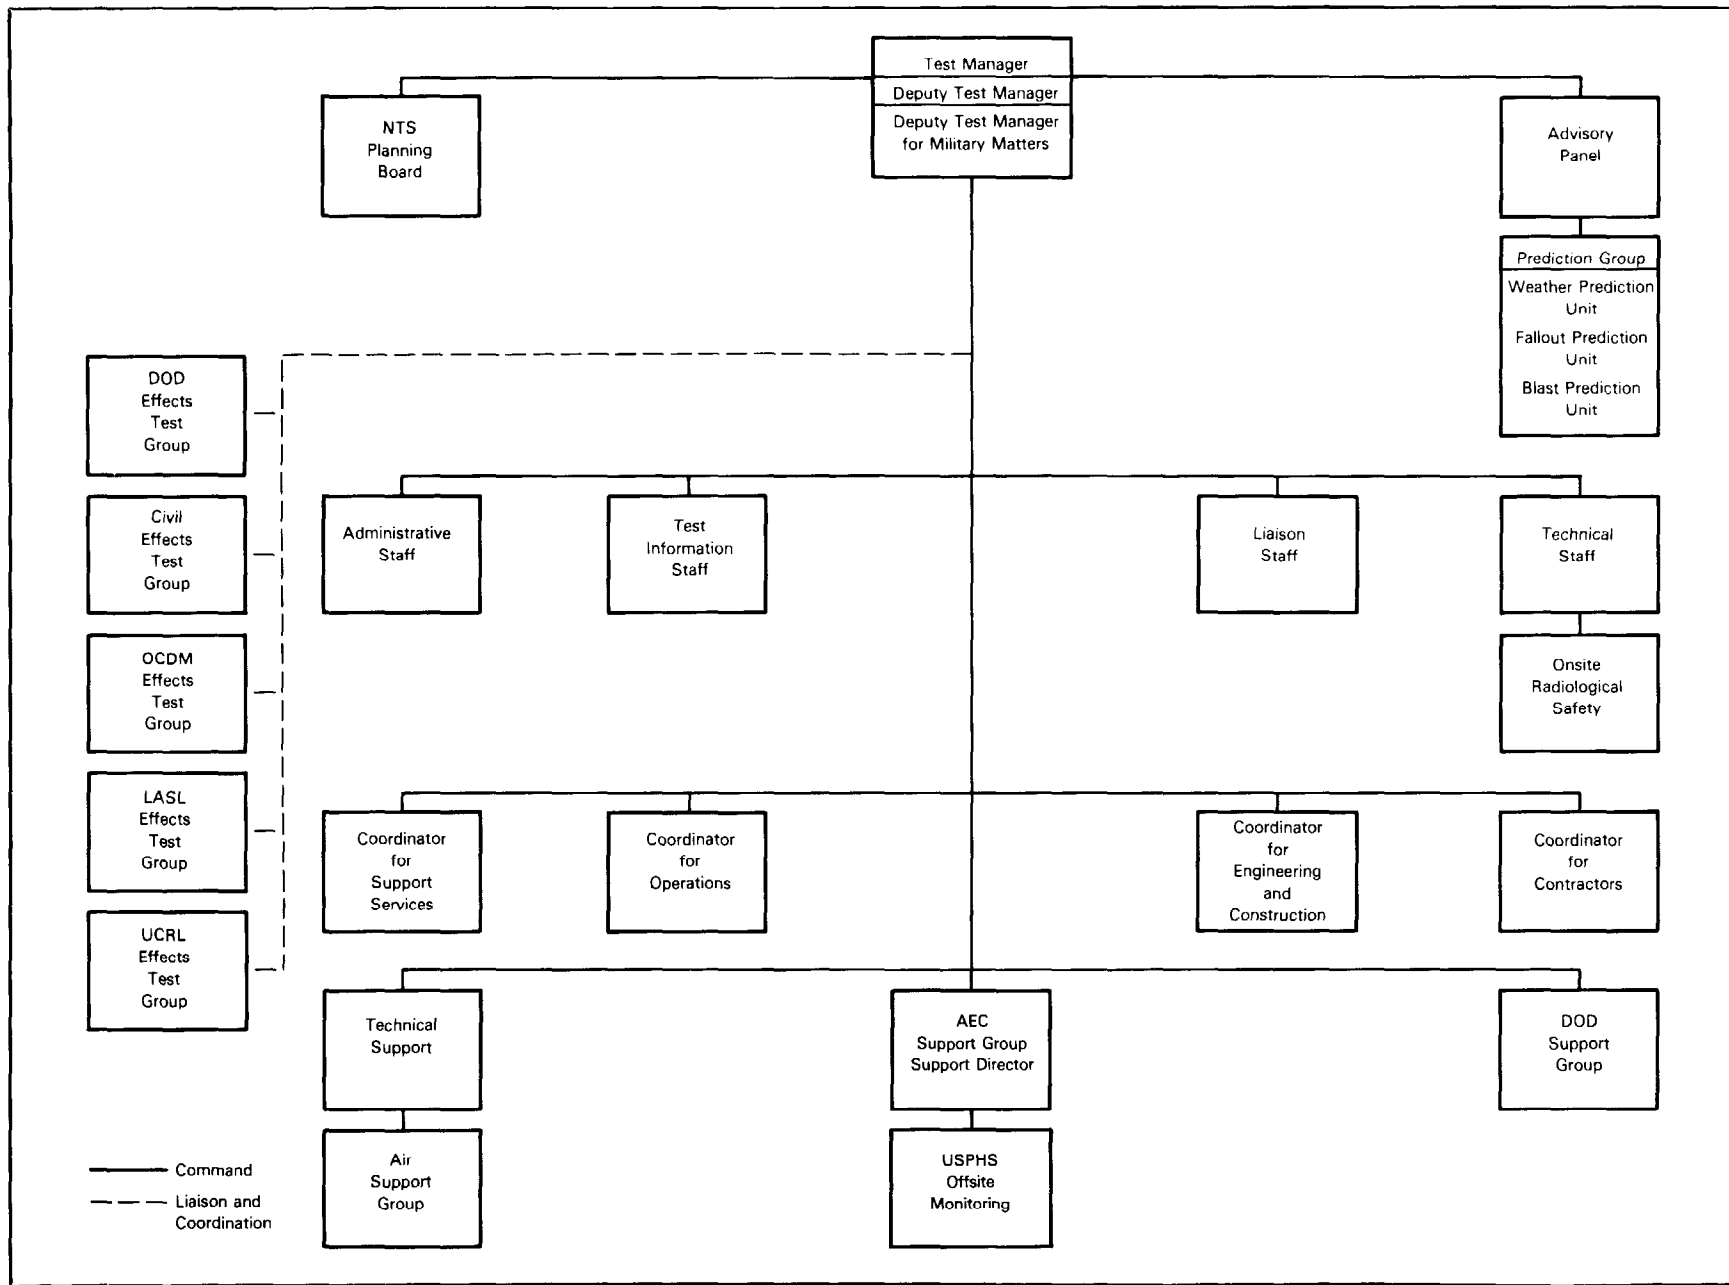 Test Manager
Deputy Test Manager
Deputy Test Manager
for Military Matters
NTS
Planning
Board
Advisory
Panel
Prediction Group
Weather Prediction
Unit
Fallout Prediction
Unit
Blast Prediction
Unit
DOD
Effects
Test
Group
Civil
Effects
Test
Group
OCDM
Effects
Test
Group
LASL
Effects
Test
Group
UCRL
Effects
Test
Group
Administrative
Staff
Test
Information
Staff
Liaison
Staff
Technical
Staff
Onsite
Radiological
Safety
Coordinator
for
Support
Services
Coordinator
for
Operations
Coordinator
for
Engineering
and
Construction
Coordinator
for
Contractors
Technical
Support
AEC
Support Group
Support Director
DOD
Support
Group
Air
Support
Group
USPHS
Offsite
Monitoring
Command
Liaison and
Coordination